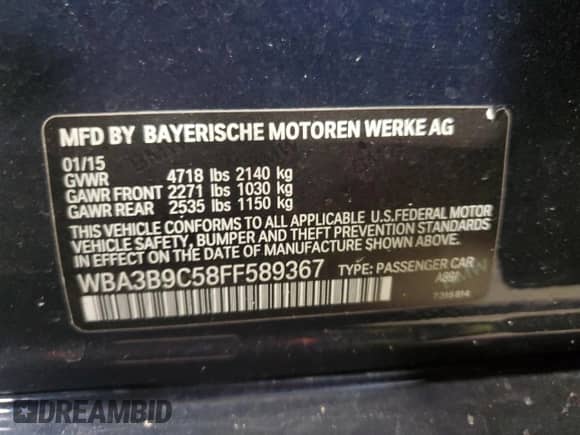 MFD BY BAYERISCHE MOTOREN WERKE AG
01/15
GVWR 4718 lbs 2140 kg
GAWR FRONT 2271 lbs 1030 kg
GAWR REAR 2535 lbs 1150 kg
THIS VEHICLE CONFORMS TO ALL APPLICABLE U.S.FEDERAL MOTOR
VEHICLE SAFETY, BUMPER AND THEFT PREVENTION STANDARDS
IN EFFECT ON THE DATE OF MANUFACTURE SHOWN ABOVE.
WBA3B9C58FF589367 TYPE: PASSENGER CAR
A89/
7315814
DREAMBID